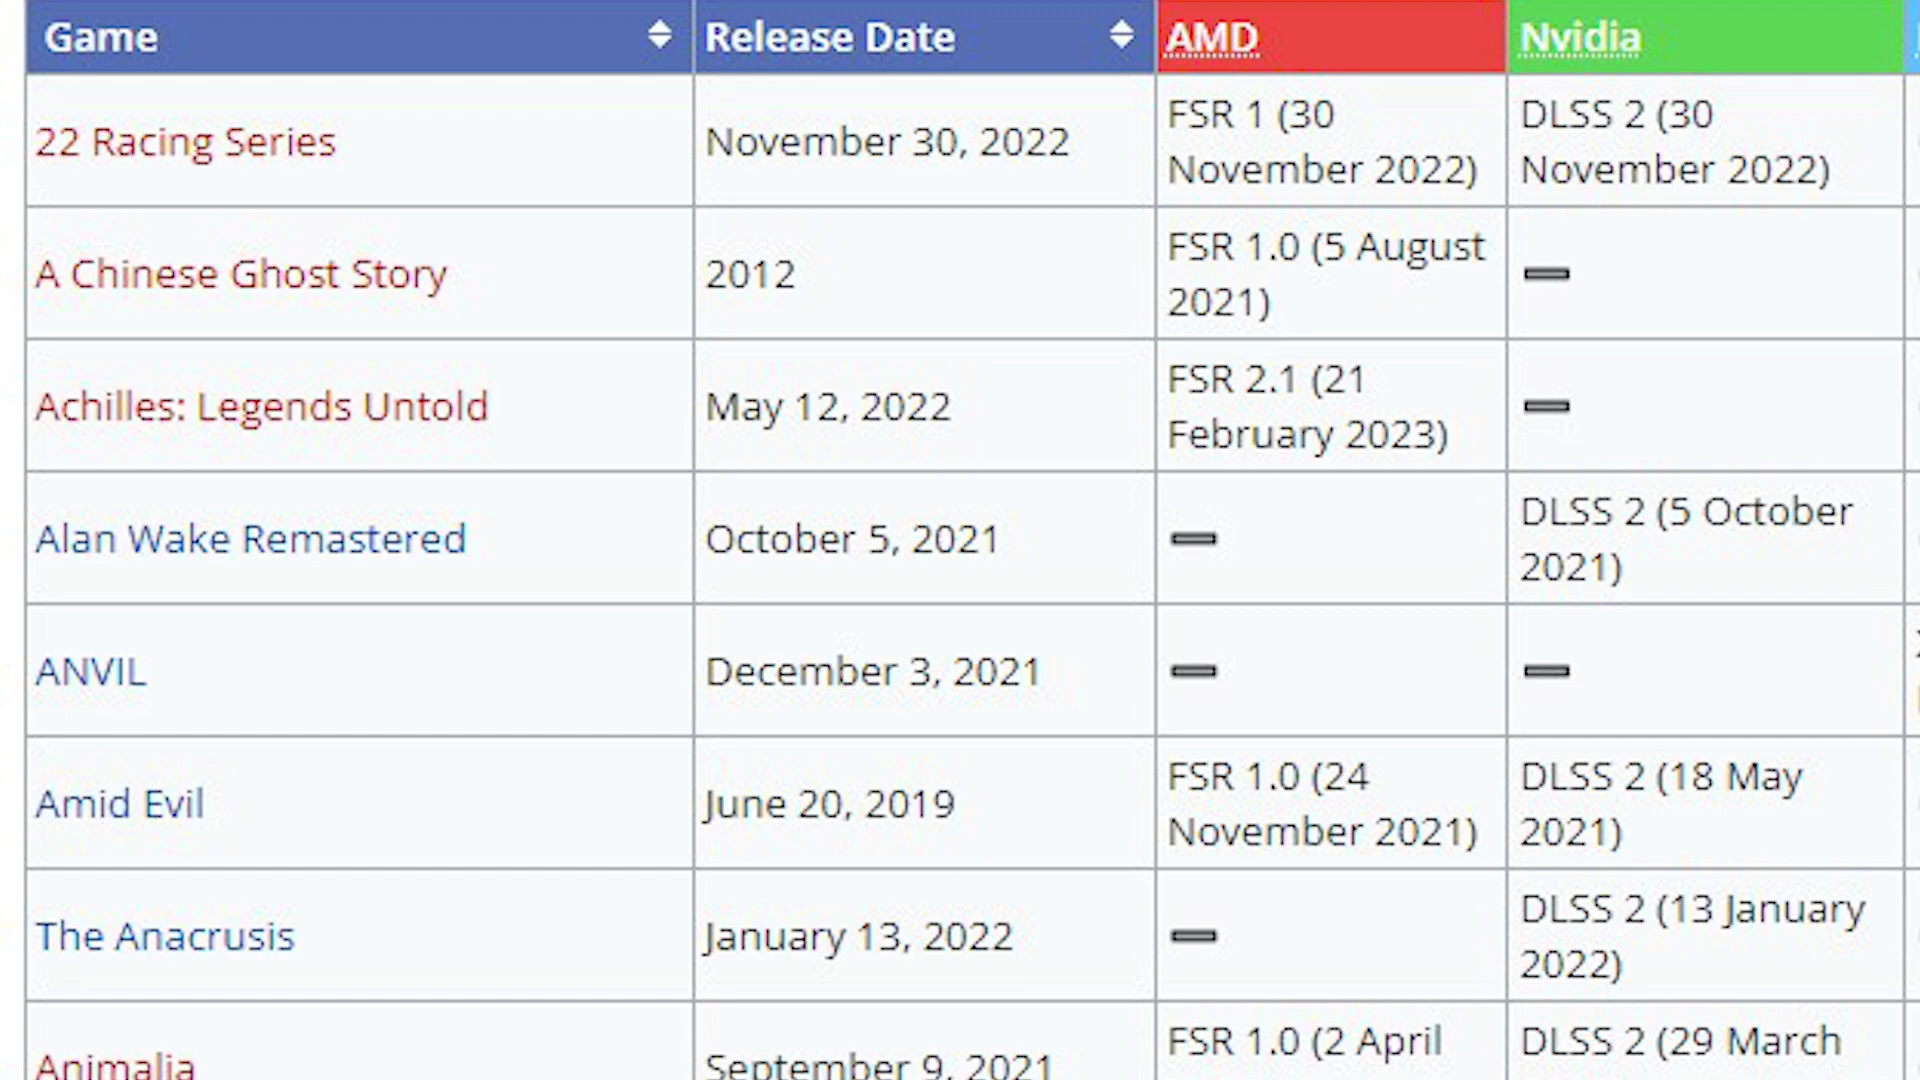 Game Release Date AMD Nvidia
22 Racing Series November 30, 2022 FSR 1 (30 DLSS 2 (30
November 2022) November 2022)
A Chinese Ghost Story 2012 FSR 1.0 (5 August
2021)
Achilles: Legends Untold May 12, 2022 FSR 2.1 (21
February 2023)
Alan Wake Remastered October 5, 2021 DLSS 2 (5 October
2021)
ANVIL December 3, 2021
Amid Evil June 20, 2019 FSR 1.0 (24 DLSS 2 (18 May
November 2021) 2021)
The Anacrusis January 13, 2022 DLSS 2 (13 January
2022)
Animalia September 9, 2021 FSR 1.0 (2 April DLSS 2 (29 March